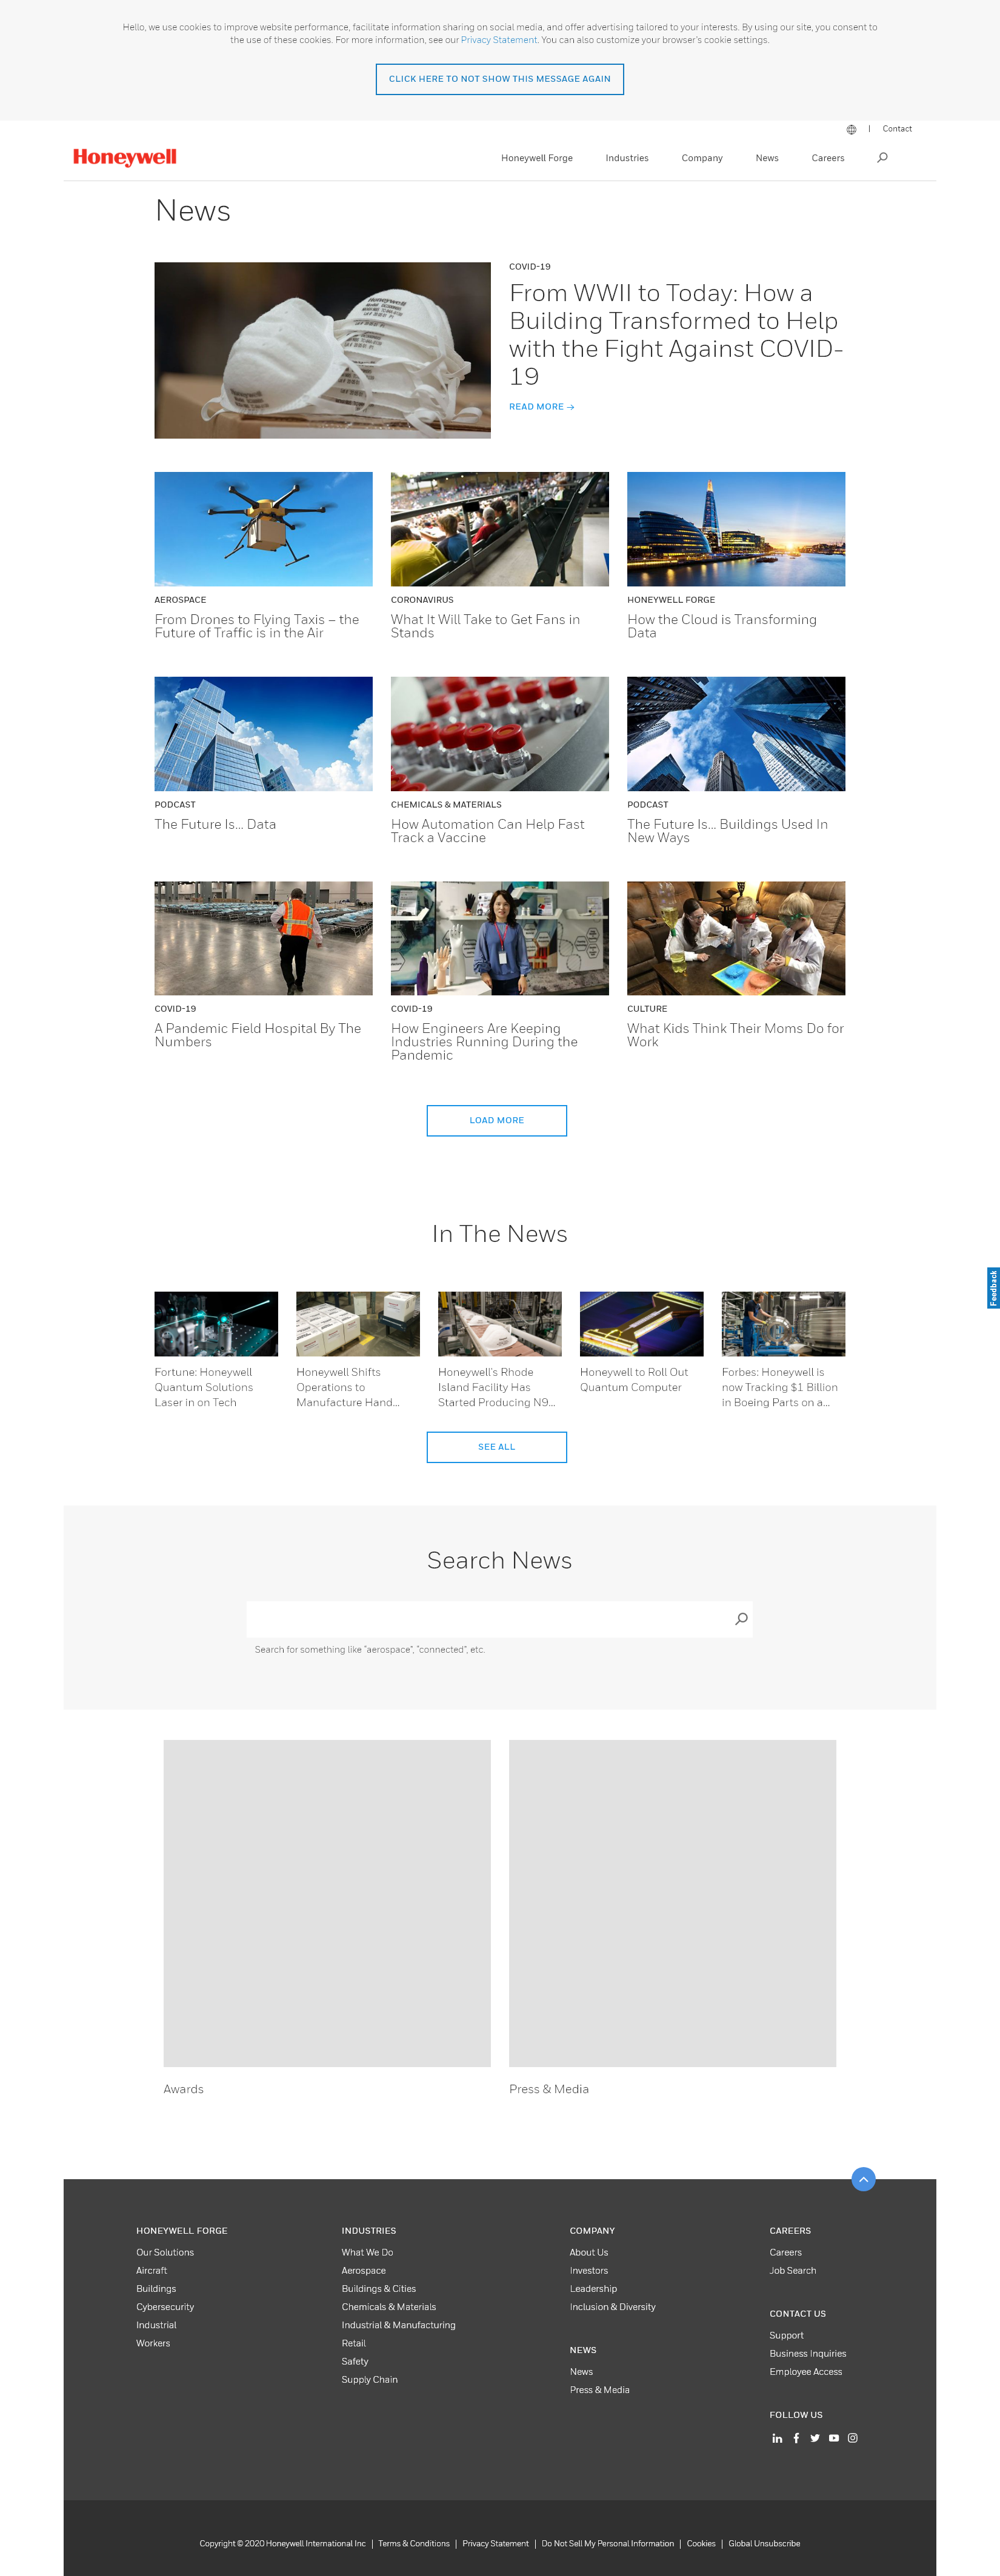 Hello, we use cookies to improve website performance, facilitate information sharing on social media, and offer advertising tailored to your interests. By using our site, you consent to
the use of these cookies. For more information, see our Privacy Statement. You can also customize your browser's cookie settings.
CLICK HERE TO NOT SHOW THIS MESSAGE AGAIN
| Contact
Honeywell
Honeywell Forge Industries Company News Careers
News
COVID-19
From WWII to Today: How a
Building Transformed to Help
with the Fight Against COVID-
19
READ MORE →
AEROSPACE
From Drones to Flying Taxis – the
Future of Traffic is in the Air
CORONAVIRUS
What It Will Take to Get Fans in
Stands
HONEYWELL FORGE
How the Cloud is Transforming
Data
PODCAST
The Future Is... Data
CHEMICALS & MATERIALS
How Automation Can Help Fast
Track a Vaccine
PODCAST
The Future Is... Buildings Used In
New Ways
COVID-19
A Pandemic Field Hospital By The
Numbers
COVID-19
How Engineers Are Keeping
Industries Running During the
Pandemic
CULTURE
What Kids Think Their Moms Do for
Work
LOAD MORE
In The News
Feedback
Fortune: Honeywell
Quantum Solutions
Laser in on Tech
Honeywell Shifts
Operations to
Manufacture Hand...
Honeywell's Rhode
Island Facility Has
Started Producing N9...
Honeywell to Roll Out
Quantum Computer
Forbes: Honeywell is
now Tracking $1 Billion
in Boeing Parts on a...
SEE ALL
Search News
Search for something like "aerospace", "connected", etc.
Awards
Press & Media
HONEYWELL FORGE
Our Solutions
Aircraft
Buildings
Cybersecurity
Industrial
Workers
INDUSTRIES
What We Do
Aerospace
Buildings & Cities
Chemicals & Materials
Industrial & Manufacturing
Retail
Safety
Supply Chain
COMPANY
About Us
Investors
Leadership
Inclusion & Diversity
NEWS
News
Press & Media
CAREERS
Careers
Job Search
CONTACT US
Support
Business Inquiries
Employee Access
FOLLOW US
Copyright © 2020 Honeywell International Inc | Terms & Conditions | Privacy Statement | Do Not Sell My Personal Information | Cookies | Global Unsubscribe